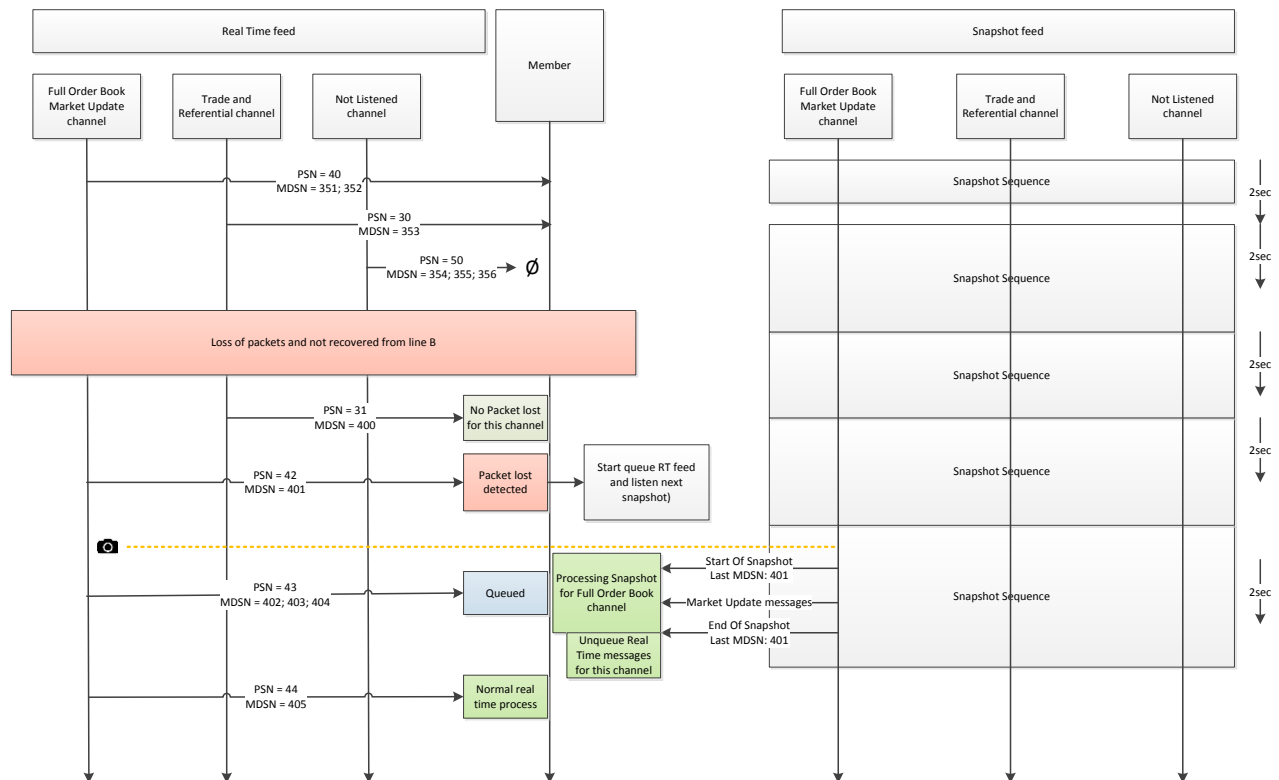 Real Time feed
Member
Snapshot feed
Full Order Book
Market Update
channel
Trade and
Referential channel
Not Listened
channel
Full Order Book
Market Update
channel
Trade and
Referential channel
Not Listened
channel
PSN = 40
MDSN = 351; 352
Snapshot Sequence
2sec
PSN = 30
MDSN = 353
PSN = 50
MDSN = 354; 355; 356
Ø
Snapshot Sequence
2sec
Loss of packets and not recovered from line B
Snapshot Sequence
2sec
PSN = 31
MDSN = 400
No Packet lost
for this channel
PSN = 42
MDSN = 401
Packet lost
detected
Start queue RT feed
and listen next
snapshot)
Snapshot Sequence
2sec
Start Of Snapshot
Last MDSN: 401
PSN = 43
MDSN = 402; 403; 404
Queued
Processing Snapshot
for Full Order Book
channel
Market Update messages
Snapshot Sequence
2sec
End Of Snapshot
Last MDSN: 401
Unqueue Real
Time messages
for this channel
PSN = 44
MDSN = 405
Normal real
time process